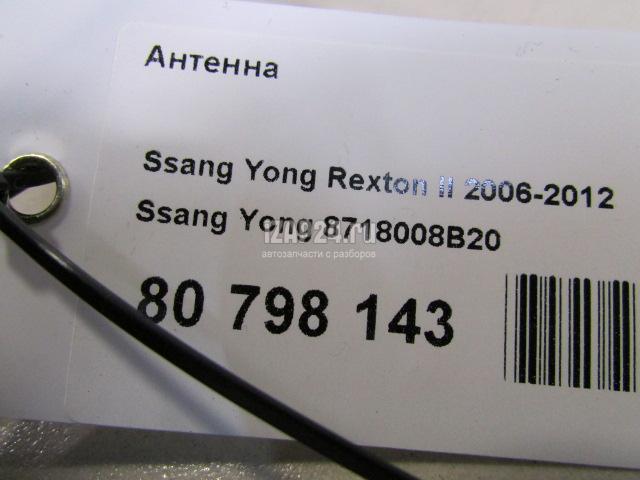 Антенна
Ssang Yong Rexton II 2006-2012
Ssang Yong 8718008B20
IZAP24.ru
автозапчасти с разборов
80 798 143